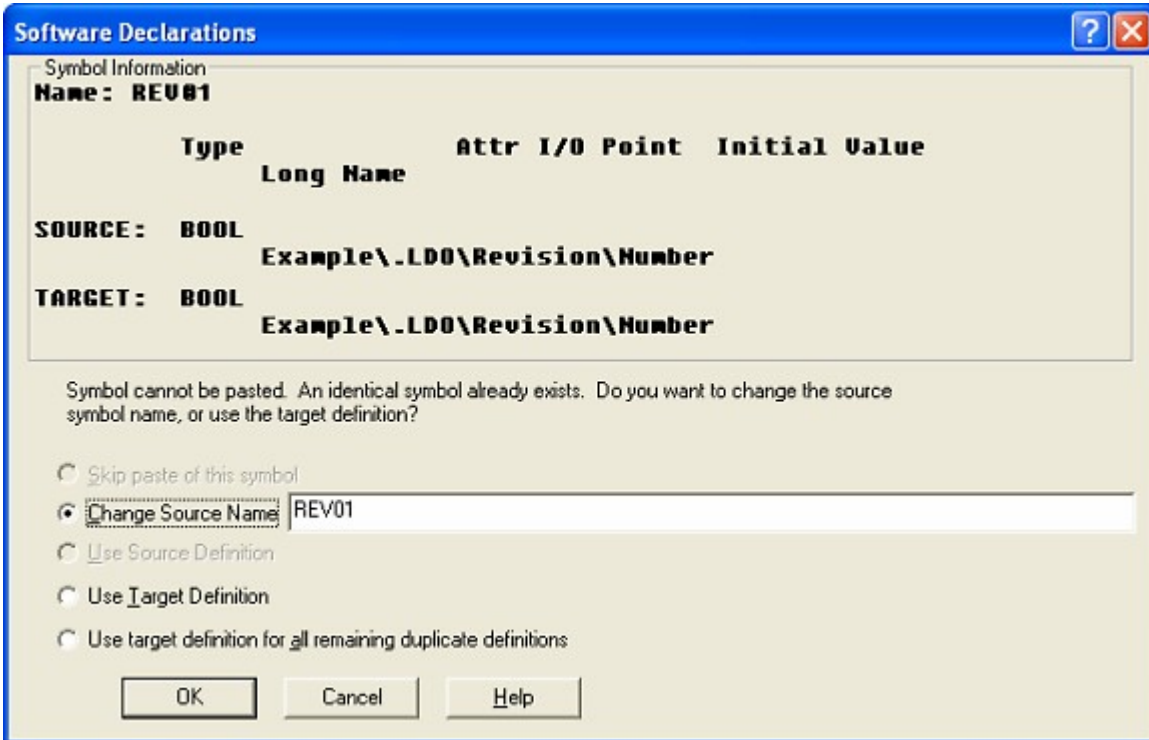 Software Declarations
Symbol Information
Name: REV01
Type Attr I/O Point Initial Value
Long Name
SOURCE: BOOL
Example\.LDO\Revision\Number
TARGET: BOOL
Example\.LDO\Revision\Number
Symbol cannot be pasted. An identical symbol already exists. Do you want to change the source
symbol name, or use the target definition?
Skip paste of this symbol
Change Source Name REV01
Use Source Definition
Use Target Definition
Use target definition for all remaining duplicate definitions
OK Cancel Help